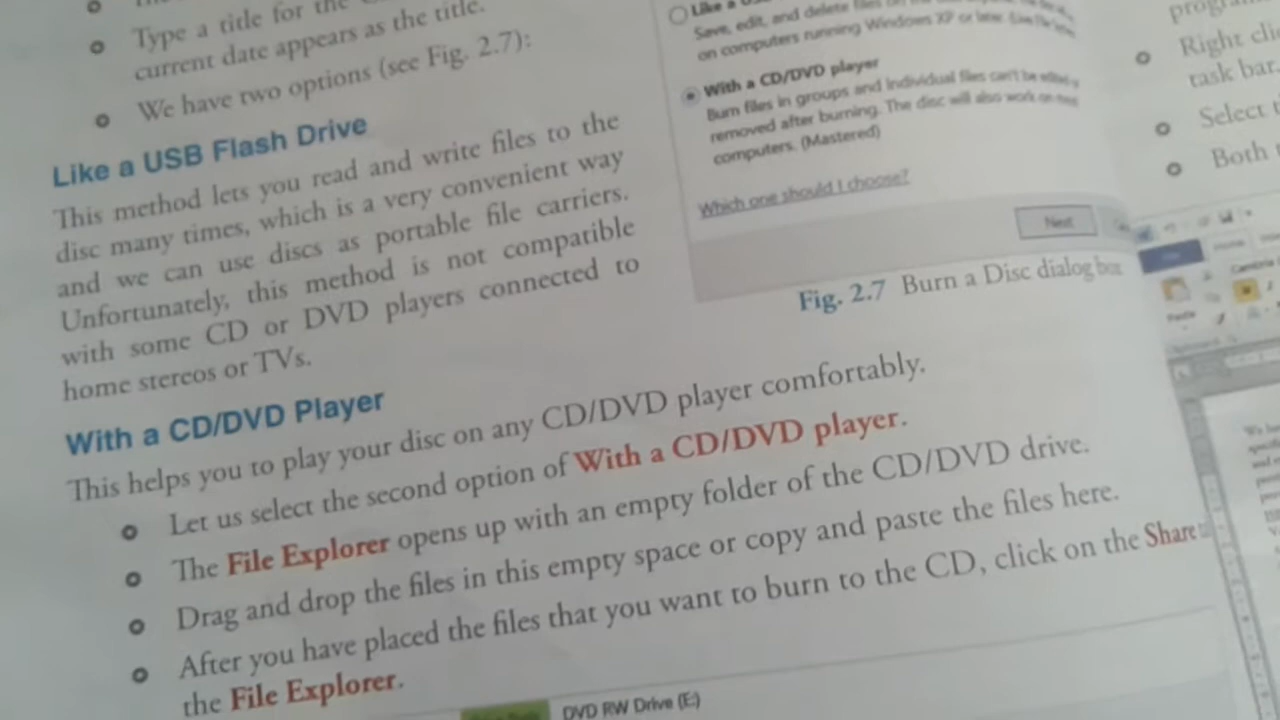 Type a title for the
current date appears as the title.
We have two options (see Fig. 2.7):
Like a USB Flash Drive
This method lets you read and write files to the
disc many times, which is a very convenient way
and we can use discs as portable file carriers.
Unfortunately, this method is not compatible
with some CD or DVD players connected to
home stereos or TVs.
Like a
Save, edit, and delete files on
on computers running Windows XP or later.
With a CD/DVD player
Burn files in groups and individual files can't be
removed after burning. The disc will also work on
computers. (Mastered)
Which one should I choose?
Next
Fig. 2.7 Burn a Disc dialog box
With a CD/DVD Player
This helps you to play your disc on any CD/DVD player comfortably.
Let us select the second option of With a CD/DVD player.
The File Explorer opens up with an empty folder of the CD/DVD drive.
Drag and drop the files in this empty space or copy and paste the files here.
After you have placed the files that you want to burn to the CD, click on the Share
the File Explorer.
DVD RW Drive (E:)
Right
task bar.
Select
Both
Paste